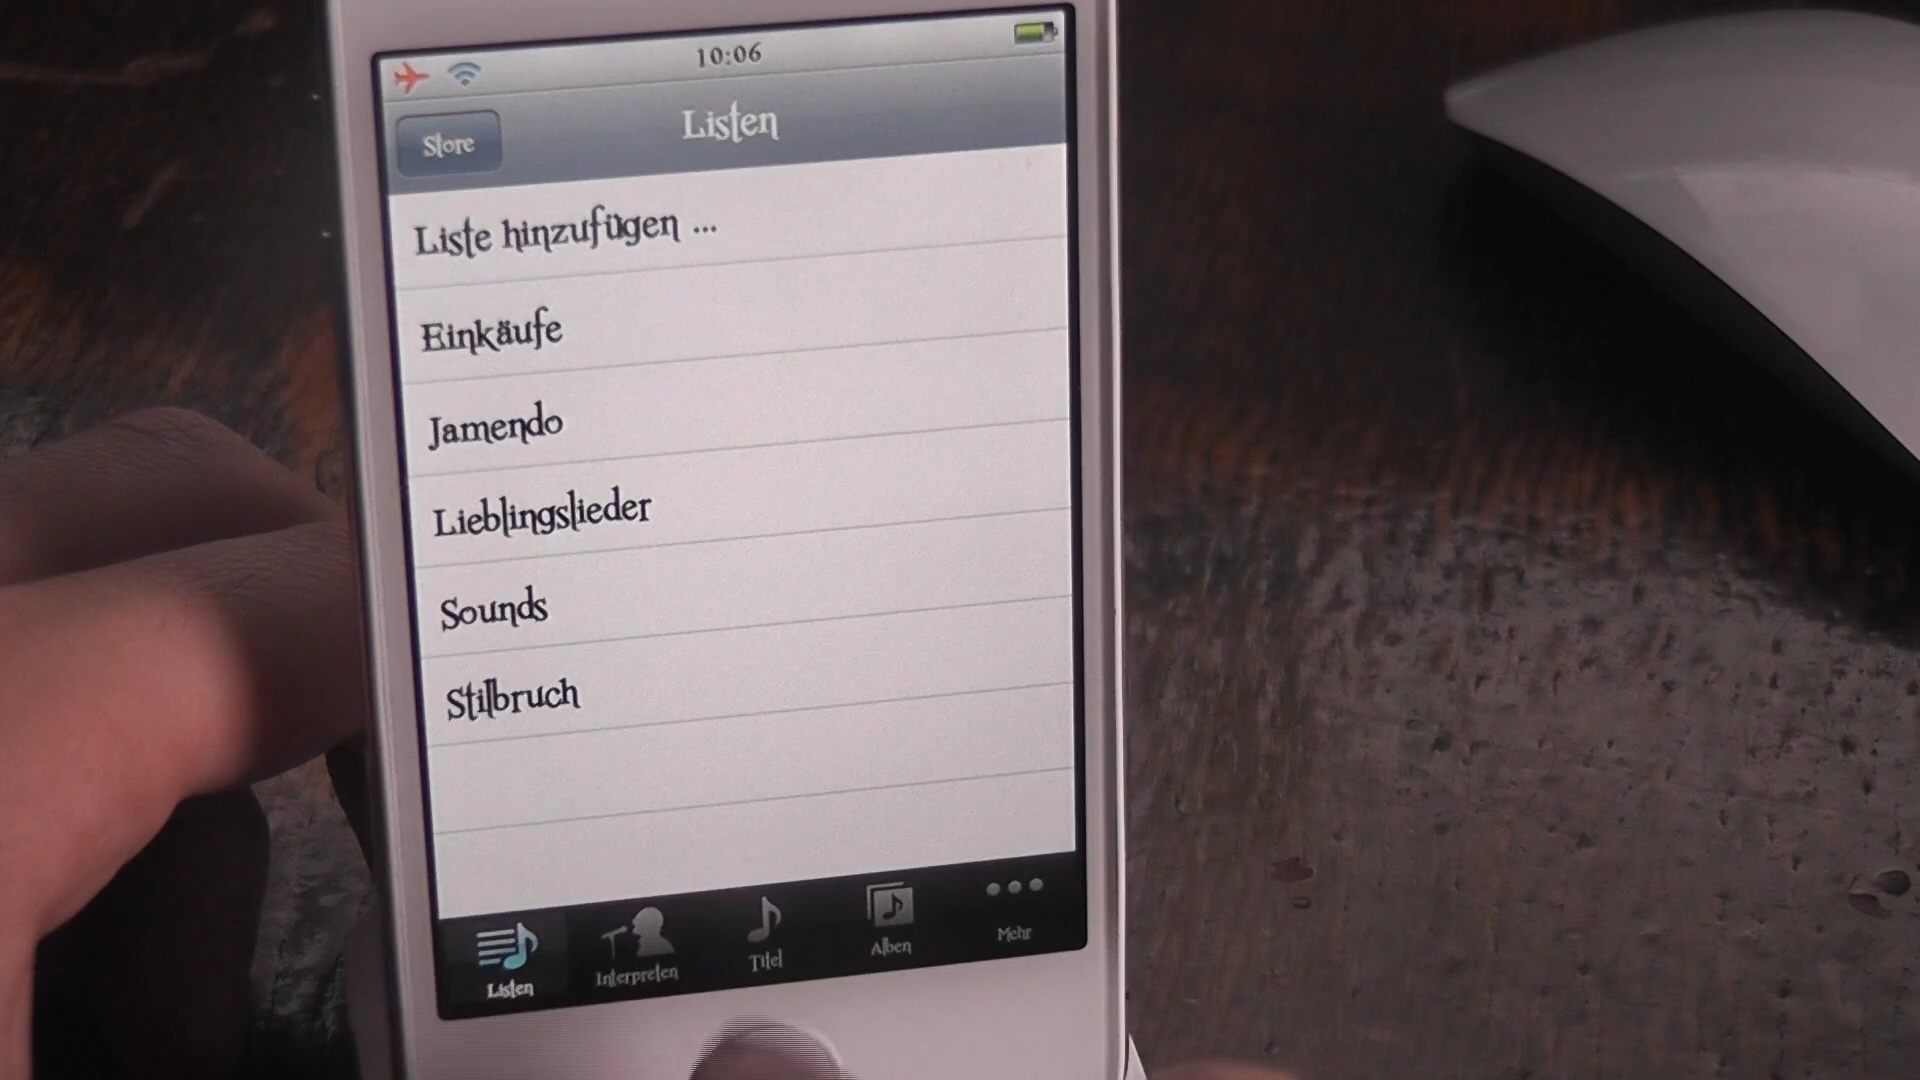 10:06
Store
Listen
Liste hinzufügen ...
Einkäufe
Jamendo
Lieblingslieder
Sounds
Stilbruch
Listen
Interpreten
Titel
Alben
Mehr